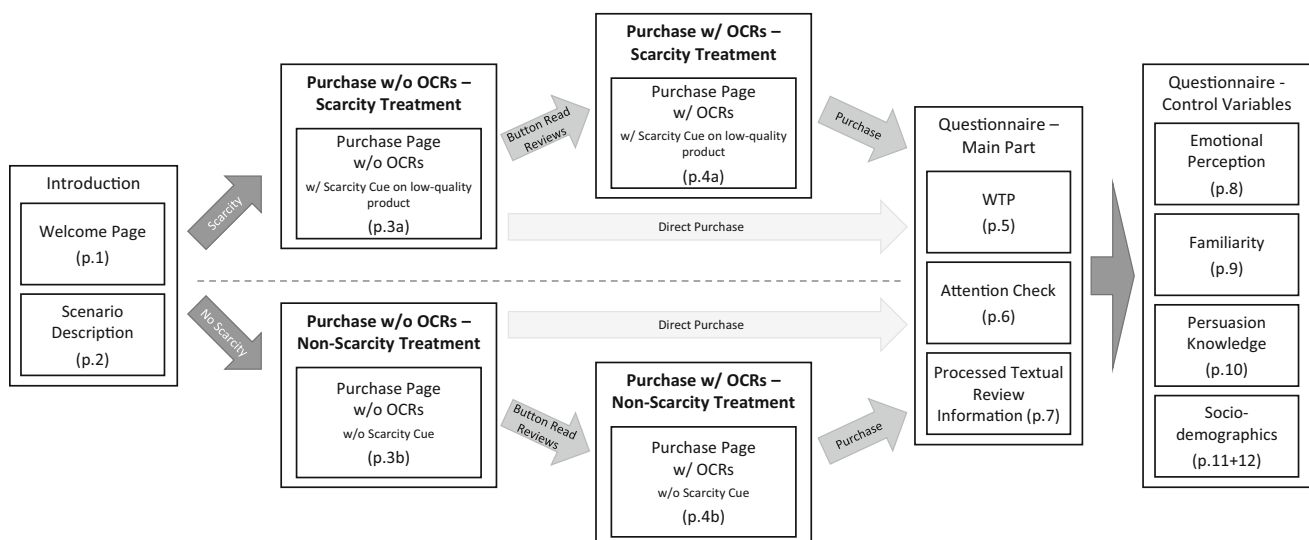 Introduction
Welcome Page
(p.1)
Scenario
Description
(p.2)
Scarcity
No Scarcity
Purchase w/o OCRs –
Scarcity Treatment
Purchase Page
w/o OCRs
w/ Scarcity Cue on low-quality
product
(p.3a)
Button Read
Reviews
Purchase w/ OCRs –
Scarcity Treatment
Purchase Page
w/ OCRs
w/ Scarcity Cue on low-quality
product
(p.4a)
Purchase
Direct Purchase
Purchase w/o OCRs –
Non-Scarcity Treatment
Purchase Page
w/o OCRs
w/o Scarcity Cue
(p.3b)
Direct Purchase
Button Read
Reviews
Purchase w/ OCRs –
Non-Scarcity Treatment
Purchase Page
w/ OCRs
w/o Scarcity Cue
(p.4b)
Purchase
Questionnaire –
Main Part
WTP
(p.5)
Attention Check
(p.6)
Processed Textual
Review
Information (p.7)
Questionnaire -
Control Variables
Emotional
Perception
(p.8)
Familiarity
(p.9)
Persuasion
Knowledge
(p.10)
Socio-
demographics
(p.11+12)